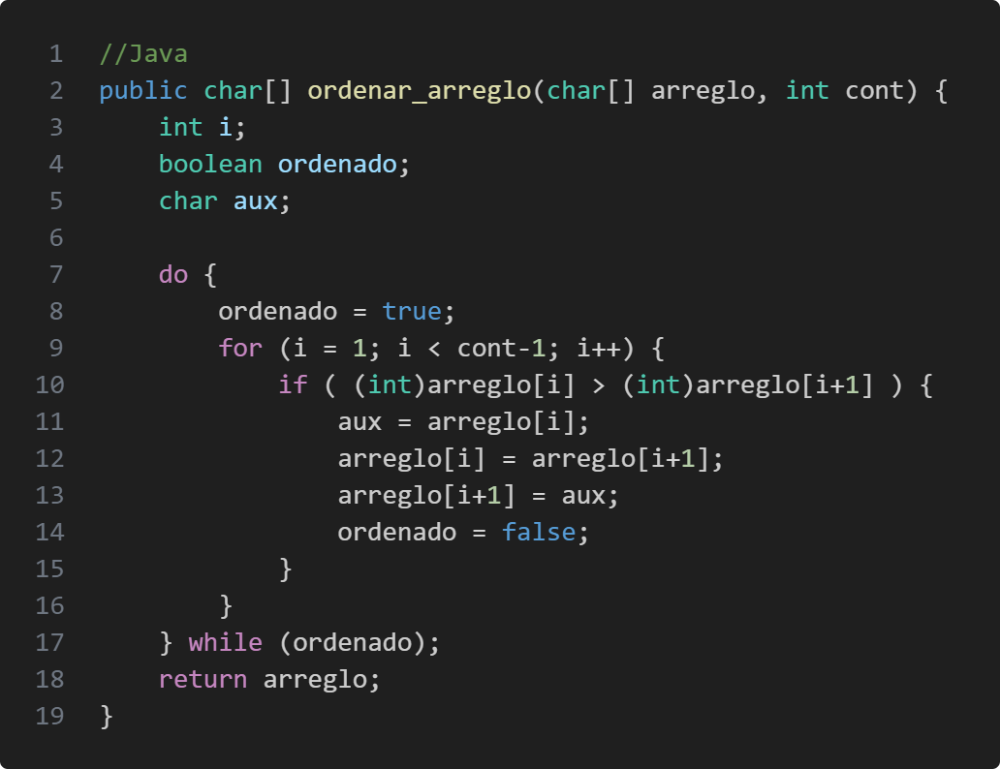 1 //Java
2 public char[] ordenar_arreglo(char[] arreglo, int cont) {
3     int i;
4     boolean ordenado;
5     char aux;
6
7     do {
8         ordenado = true;
9         for (i = 1; i < cont-1; i++) {
10             if ( (int)arreglo[i] > (int)arreglo[i+1] ) {
11                 aux = arreglo[i];
12                 arreglo[i] = arreglo[i+1];
13                 arreglo[i+1] = aux;
14                 ordenado = false;
15             }
16         }
17     } while (ordenado);
18     return arreglo;
19 }